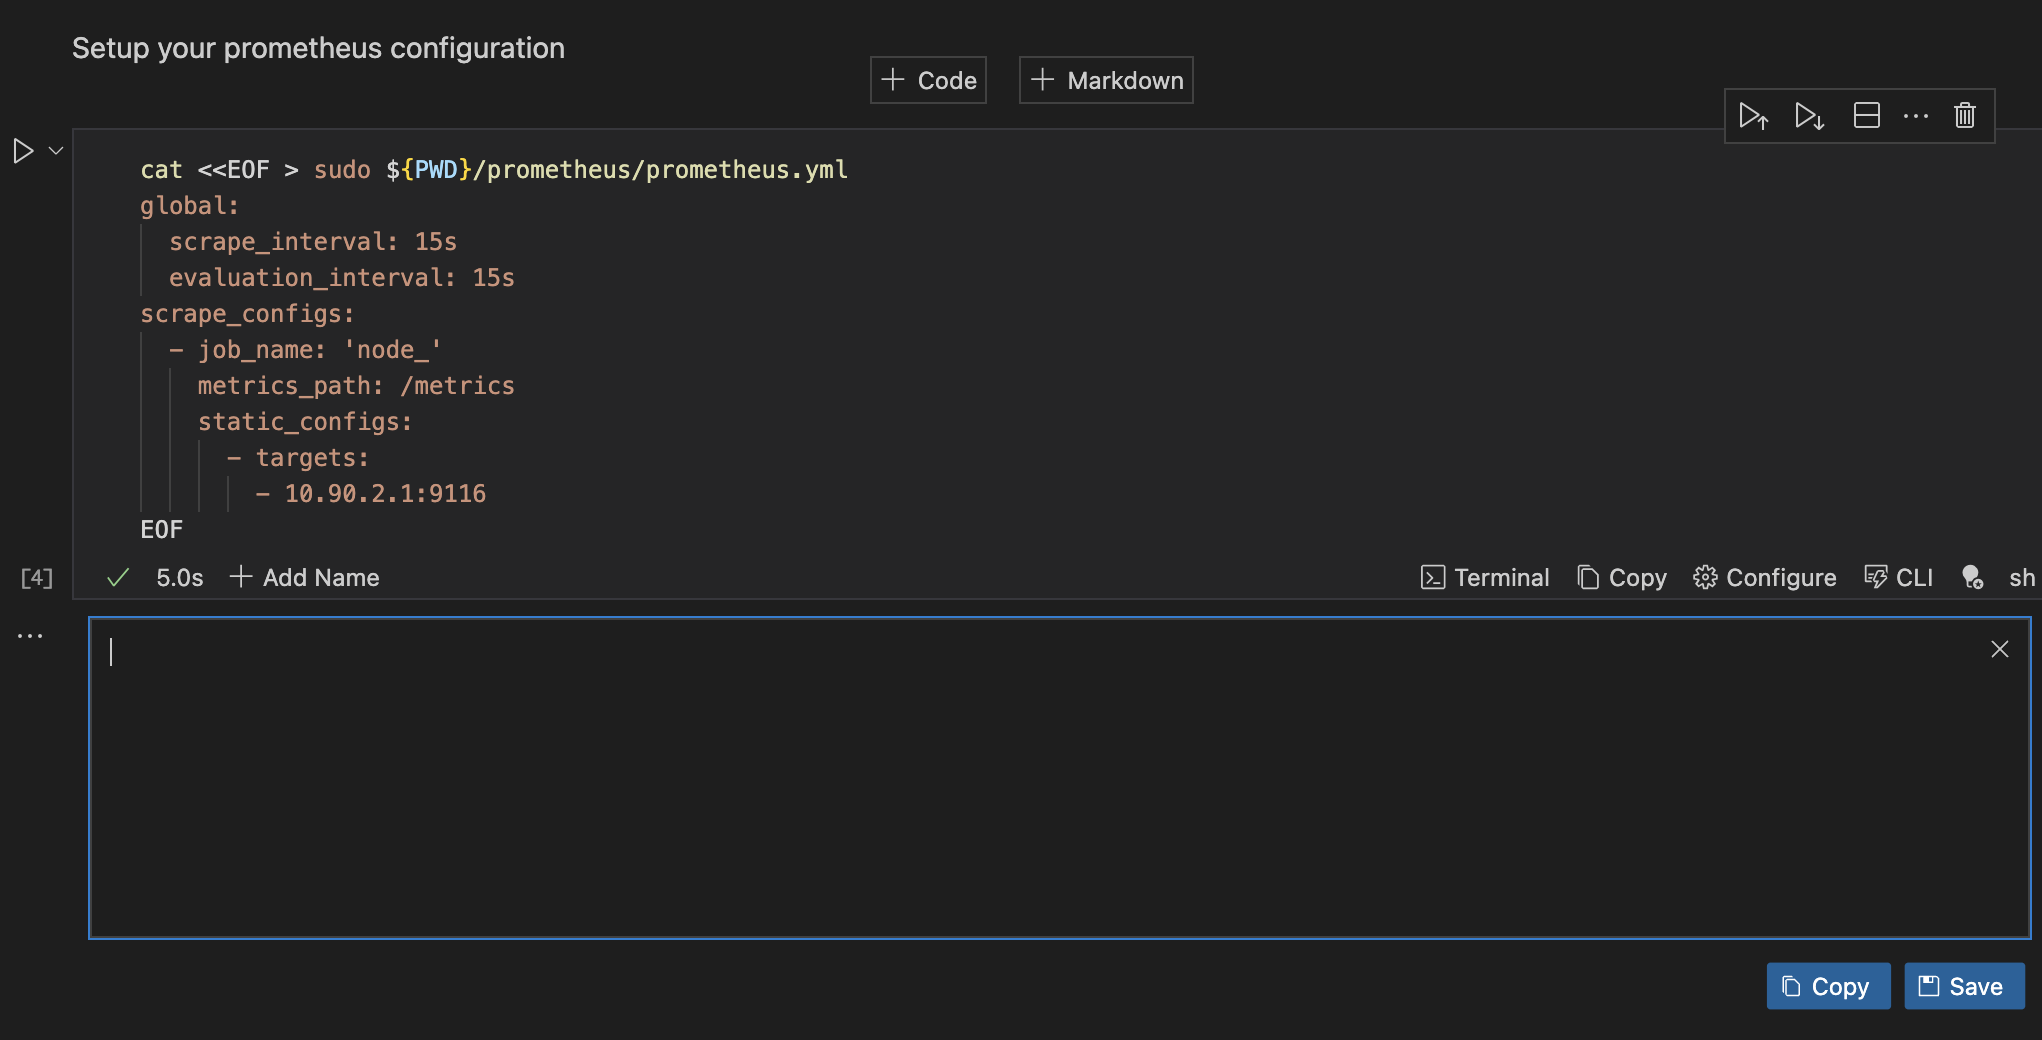 Setup your prometheus configuration
+ Code + Markdown
cat <<EOF > sudo ${PWD}/prometheus/prometheus.yml
global:
  scrape_interval: 15s
  evaluation_interval: 15s
scrape_configs:
  - job_name: 'node_'
    metrics_path: /metrics
    static_configs:
      - targets:
        - 10.90.2.1:9116
EOF
[4] 5.0s + Add Name Terminal Copy Configure CLI sh
Copy Save